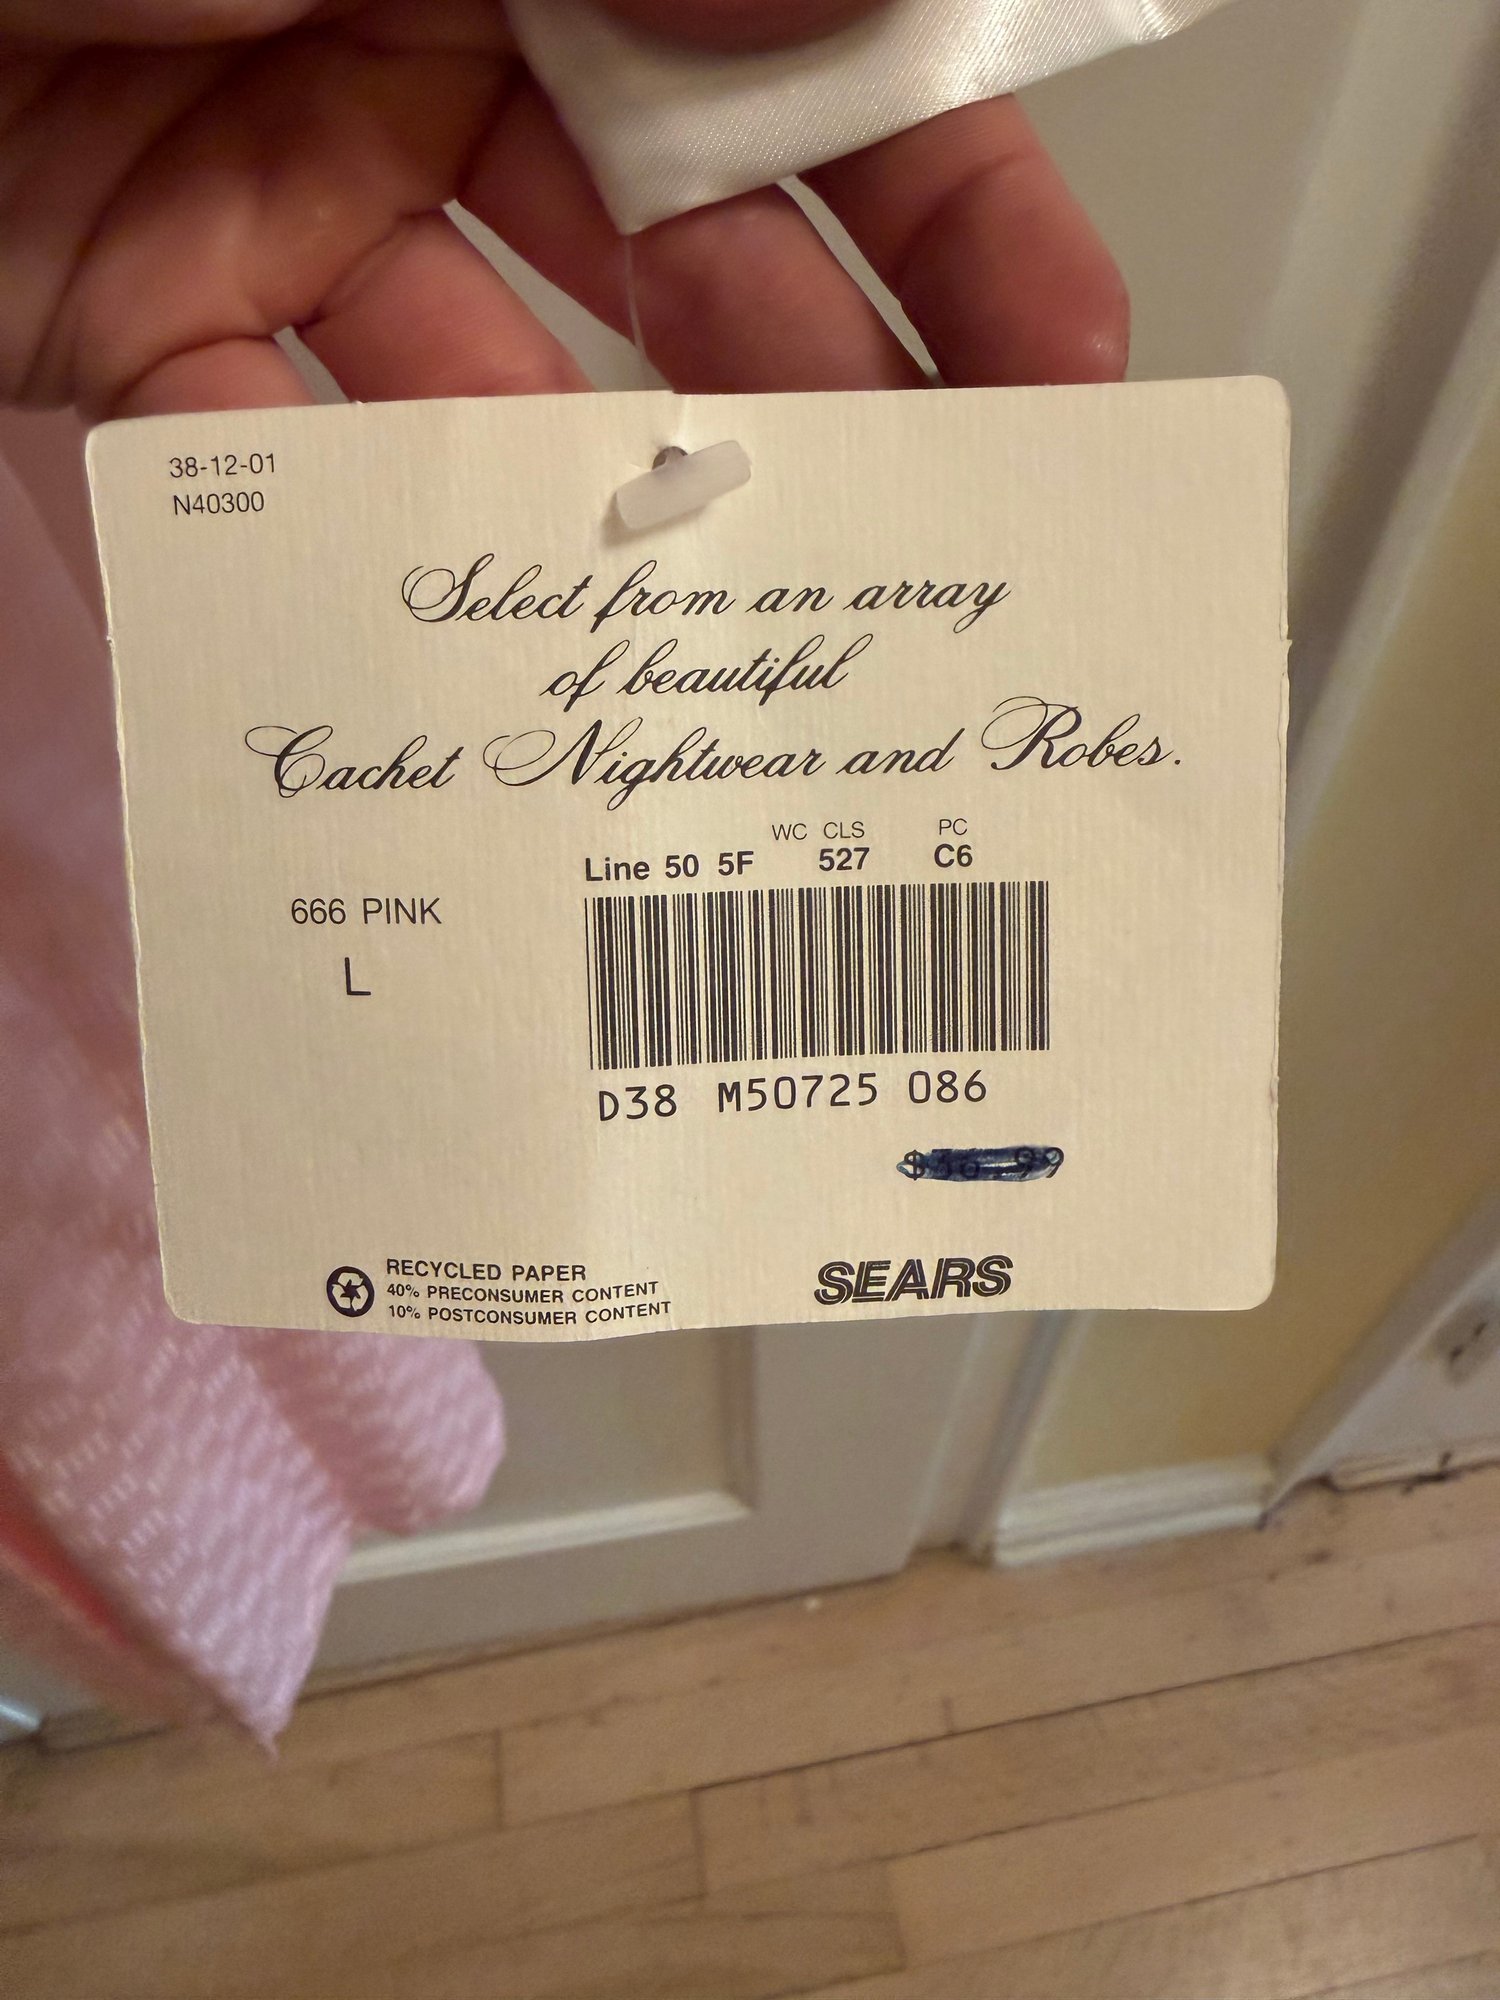 38-12-01
N40300
Select from an array
of beautiful
Cachet Nightwear and Robes.
WC CLS PC
Line 50 5F 527 C6
666 PINK
L
D38 M50725 086
RECYCLED PAPER
40% PRECONSUMER CONTENT
10% POSTCONSUMER CONTENT
SEARS